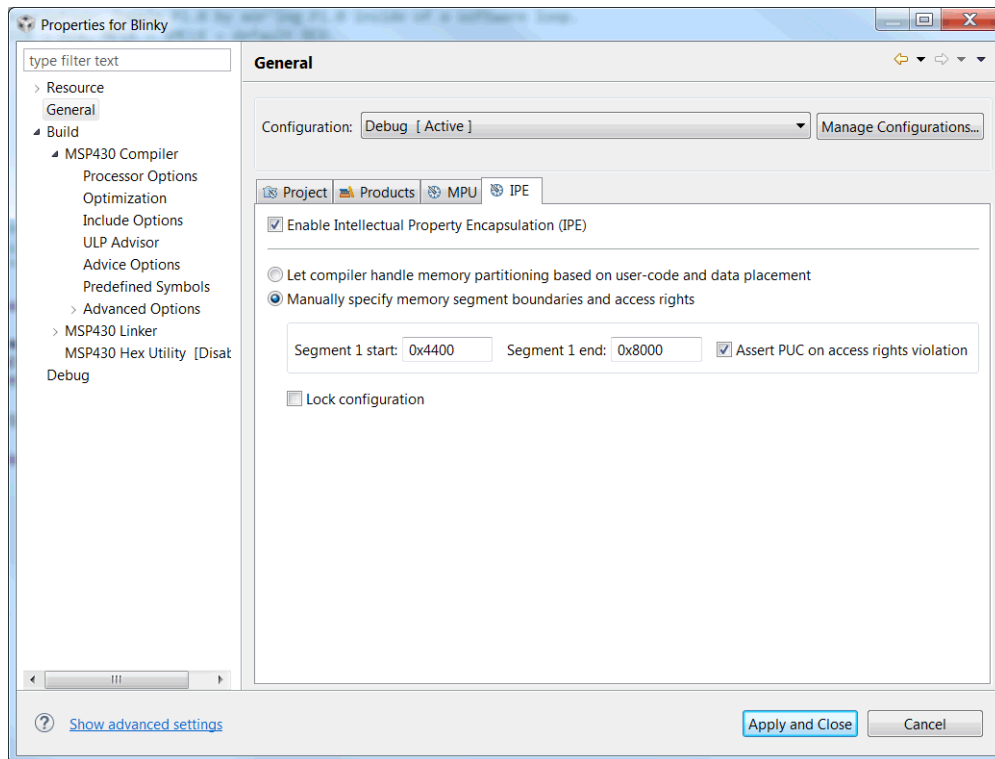 Properties for Blinky
type filter text
General
Resource
General
Build
MSP430 Compiler
Processor Options
Optimization
Include Options
ULP Advisor
Advice Options
Predefined Symbols
Advanced Options
MSP430 Linker
MSP430 Hex Utility [Disab
Debug
Configuration: Debug [ Active ] Manage Configurations...
Project Products MPU IPE
Enable Intellectual Property Encapsulation (IPE)
Let compiler handle memory partitioning based on user-code and data placement
Manually specify memory segment boundaries and access rights
Segment 1 start: 0x4400 Segment 1 end: 0x8000 Assert PUC on access rights violation
Lock configuration
Show advanced settings
Apply and Close Cancel